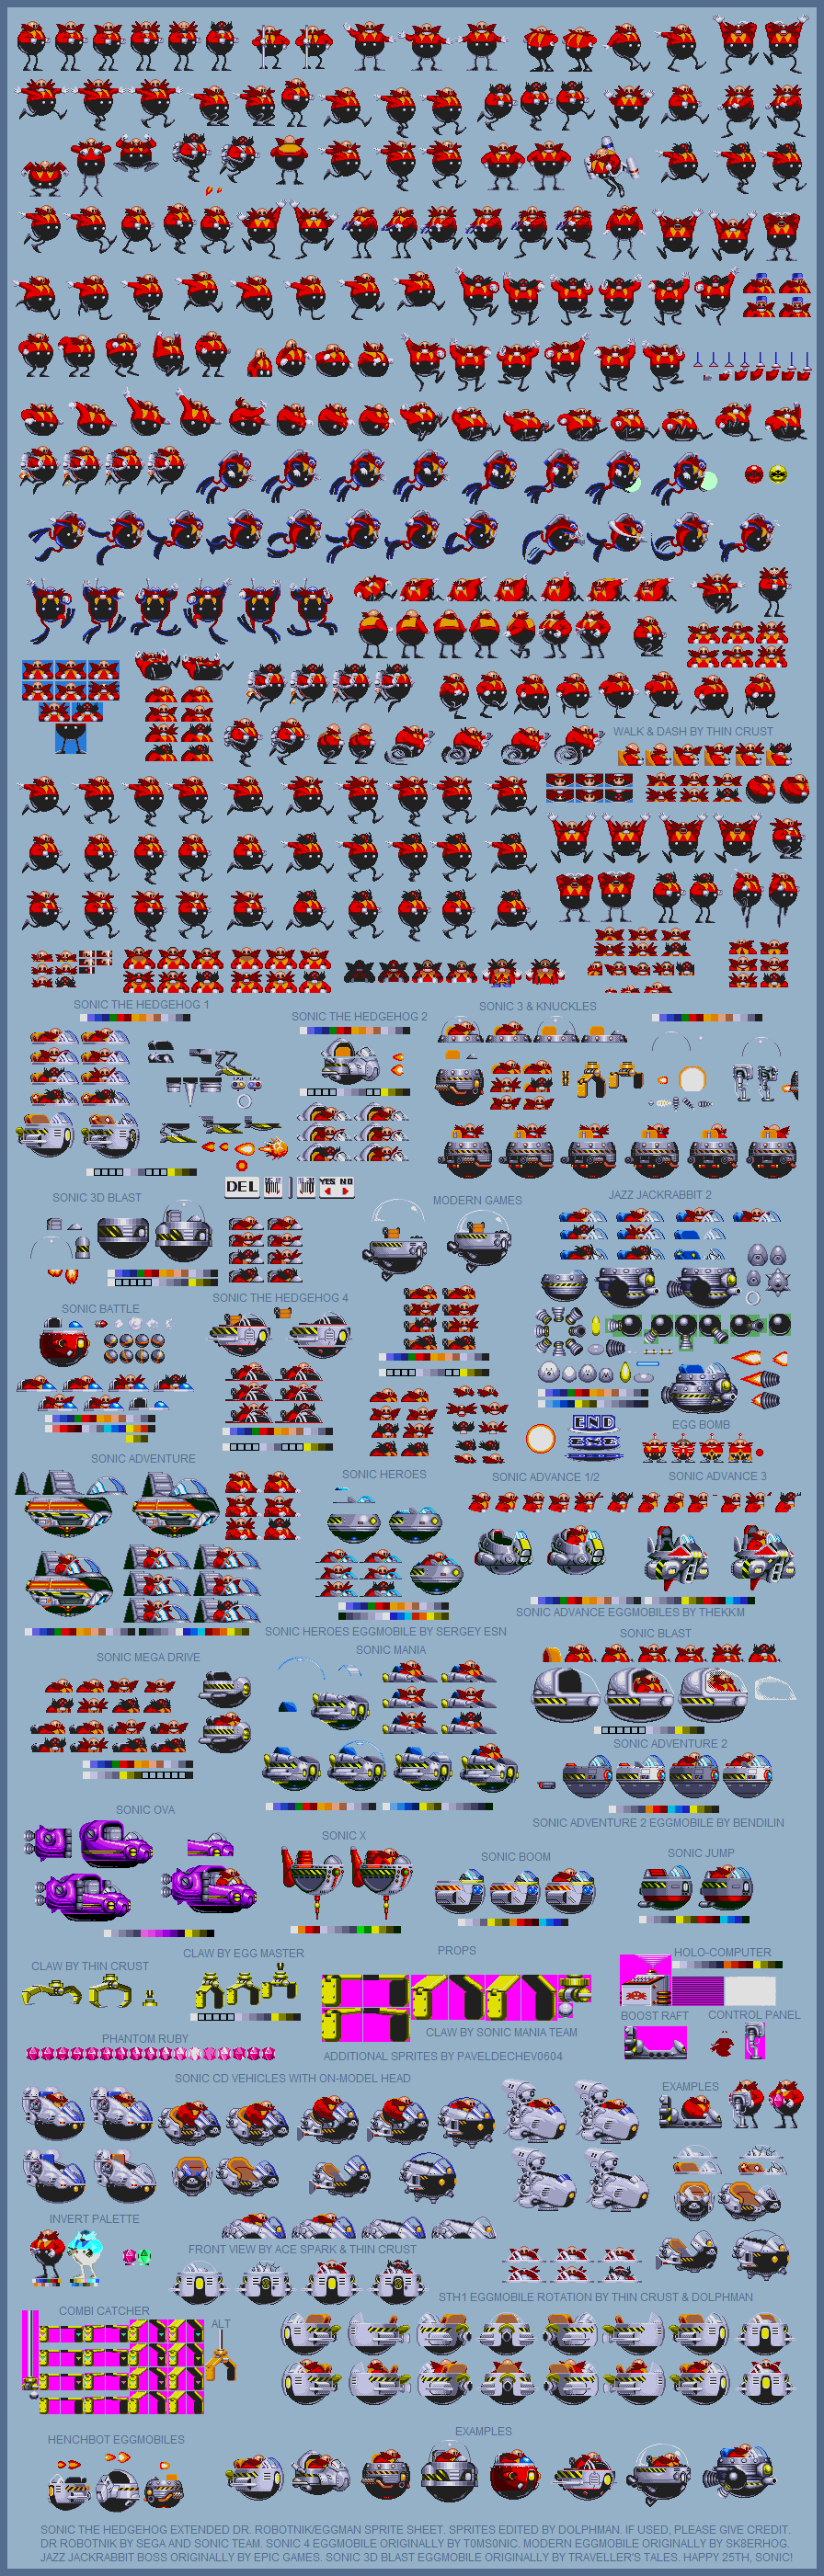 WALK & DASH BY THIN CRUST
SONIC THE HEDGEHOG 1
SONIC THE HEDGEHOG 2
SONIC 3 & KNUCKLES
DEL
YES NO
SONIC 3D BLAST
MODERN GAMES
JAZZ JACKRABBIT 2
SONIC BATTLE
SONIC THE HEDGEHOG 4
END
EGG BOMB
SONIC ADVENTURE
SONIC HEROES
SONIC ADVANCE 1/2
SONIC ADVANCE 3
SONIC ADVANCE EGGMOBILES BY THEKKM
SONIC HEROES EGGMOBILE BY SERGEY ESN
SONIC BLAST
SONIC MEGA DRIVE
SONIC MANIA
SONIC ADVENTURE 2
SONIC OVA
SONIC ADVENTURE 2 EGGMOBILE BY BENDILIN
SONIC X
SONIC BOOM
SONIC JUMP
CLAW BY THIN CRUST
CLAW BY EGG MASTER
PROPS
HOLO-COMPUTER
BOOST RAFT
CONTROL PANEL
CLAW BY SONIC MANIA TEAM
PHANTOM RUBY
ADDITIONAL SPRITES BY PAVELDECHEV0604
SONIC CD VEHICLES WITH ON-MODEL HEAD
EXAMPLES
INVERT PALETTE
FRONT VIEW BY ACE SPARK & THIN CRUST
STH1 EGGMOBILE ROTATION BY THIN CRUST & DOLPHMAN
COMBI CATCHER
ALT
HENCHBOT EGGMOBILES
EXAMPLES
SONIC THE HEDGEHOG EXTENDED DR. ROBOTNIK/EGGMAN SPRITE SHEET. SPRITES EDITED BY DOLPHMAN. IF USED, PLEASE GIVE CREDIT.
DR ROBOTNIK BY SEGA AND SONIC TEAM. SONIC 4 EGGMOBILE ORIGINALLY BY T0MS0NIC. MODERN EGGMOBILE ORIGINALLY BY SK8ERHOG.
JAZZ JACKRABBIT BOSS ORIGINALLY BY EPIC GAMES. SONIC 3D BLAST EGGMOBILE ORIGINALLY BY TRAVELLER'S TALES. HAPPY 25TH, SONIC!